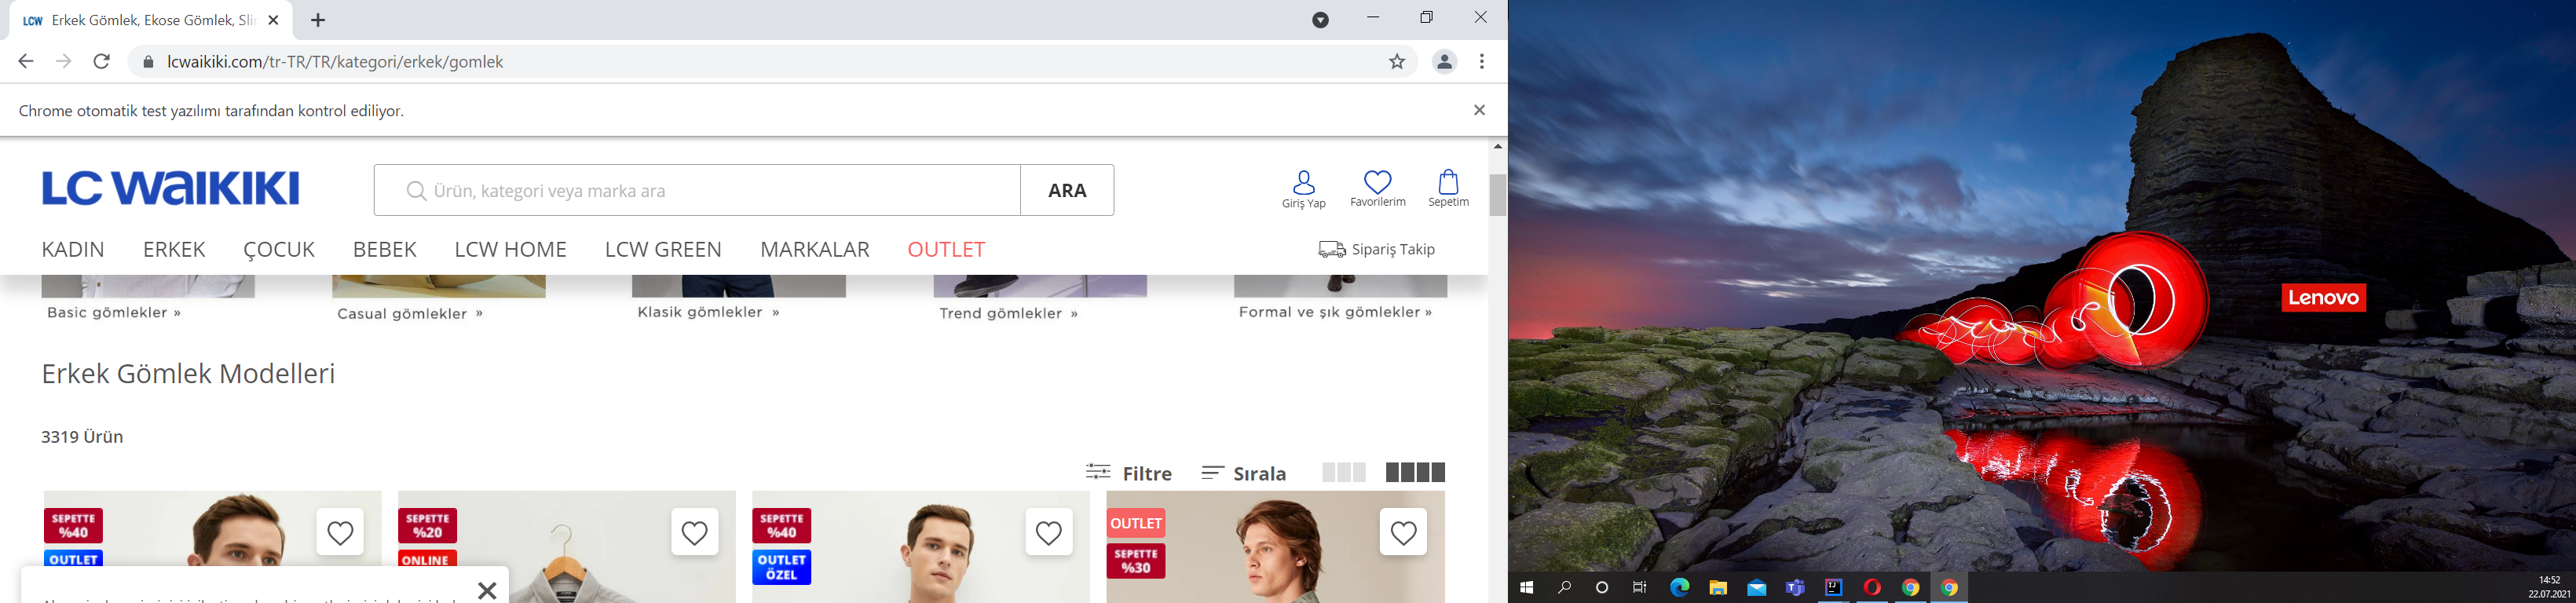 LCW Erkek Gömlek, Ekose Gömlek, Slin
lcwaikiki.com/tr-TR/TR/kategori/erkek/gomlek
Chrome otomatik test yazılımı tarafından kontrol ediliyor.
LC WAIKIKI
Ürün, kategori veya marka ara
ARA
Giriş Yap
Favorilerim
Sepetim
KADIN ERKEK ÇOCUK BEBEK LCW HOME LCW GREEN MARKALAR OUTLET
Sipariş Takip
Basic gömlekler »
Casual gömlekler »
Klasik gömlekler »
Trend gömlekler »
Formal ve şık gömlekler »
Erkek Gömlek Modelleri
3319 Ürün
Filtre
Sırala
SEPETTE
%40
OUTLET
SEPETTE
%20
ONLINE
SEPETTE
%40
OUTLET
ÖZEL
OUTLET
SEPETTE
%30
Lenovo
14:52
22.07.2021